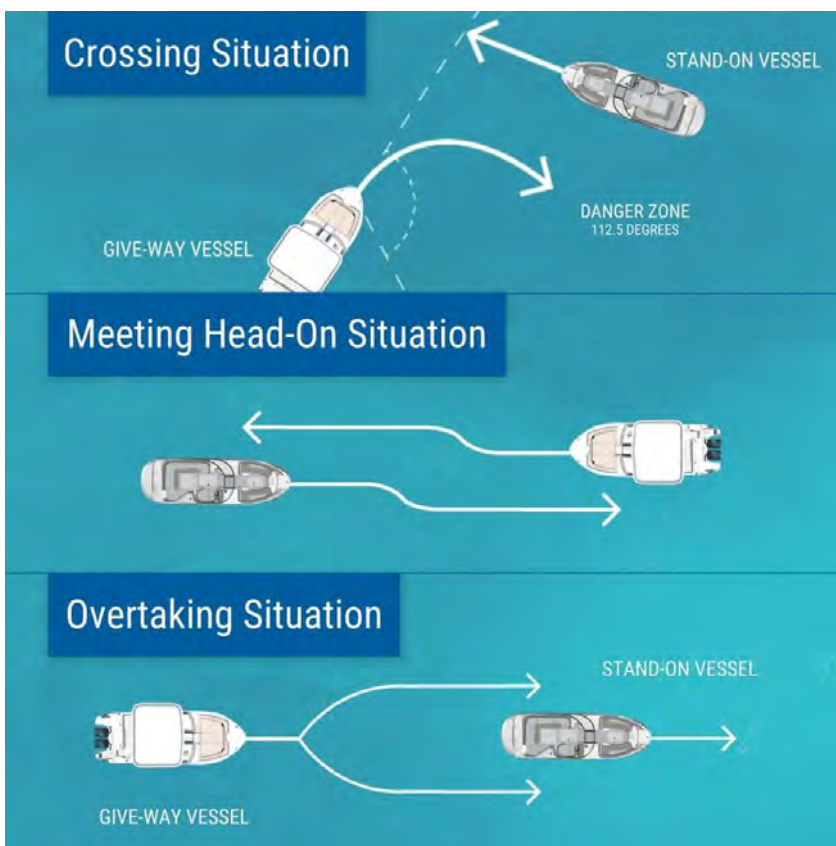 Crossing Situation
STAND-ON VESSEL
DANGER ZONE
112.5 DEGREES
GIVE-WAY VESSEL
Meeting Head-On Situation
Overtaking Situation
STAND-ON VESSEL
GIVE-WAY VESSEL